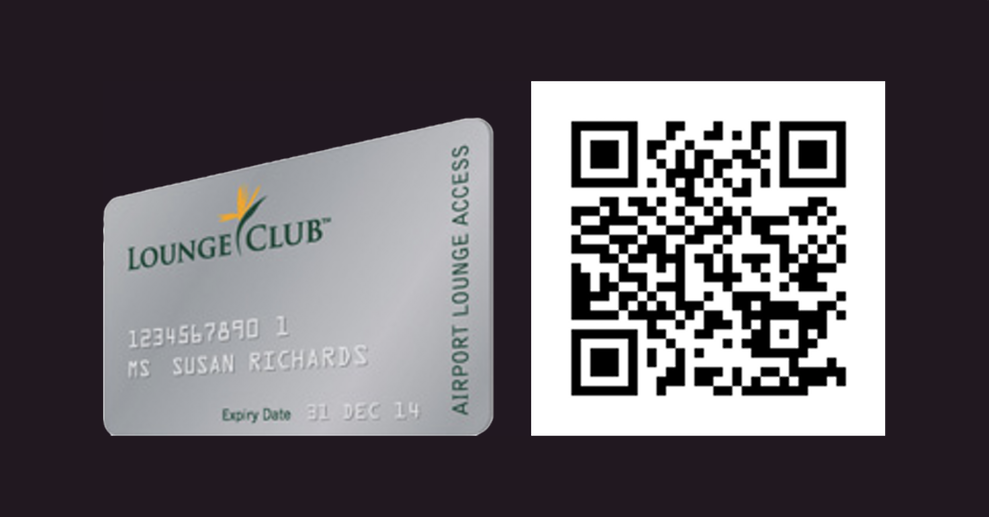 LOUNGE CLUB™
1234567890 1
MS SUSAN RICHARDS
Expiry Date 31 DEC 14
AIRPORT LOUNGE ACCESS